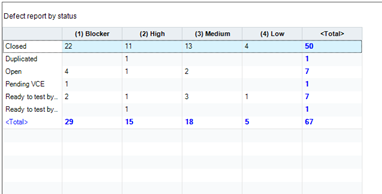 Defect report by status
(1) Blocker (2) High (3) Medium (4) Low <Total>
Closed 22 11 13 4 50
Duplicated 1 1
Open 4 1 2 7
Pending VCE 1 1
Ready to test by... 2 1 3 1 7
Ready to test by... 1 1
<Total> 29 15 18 5 67